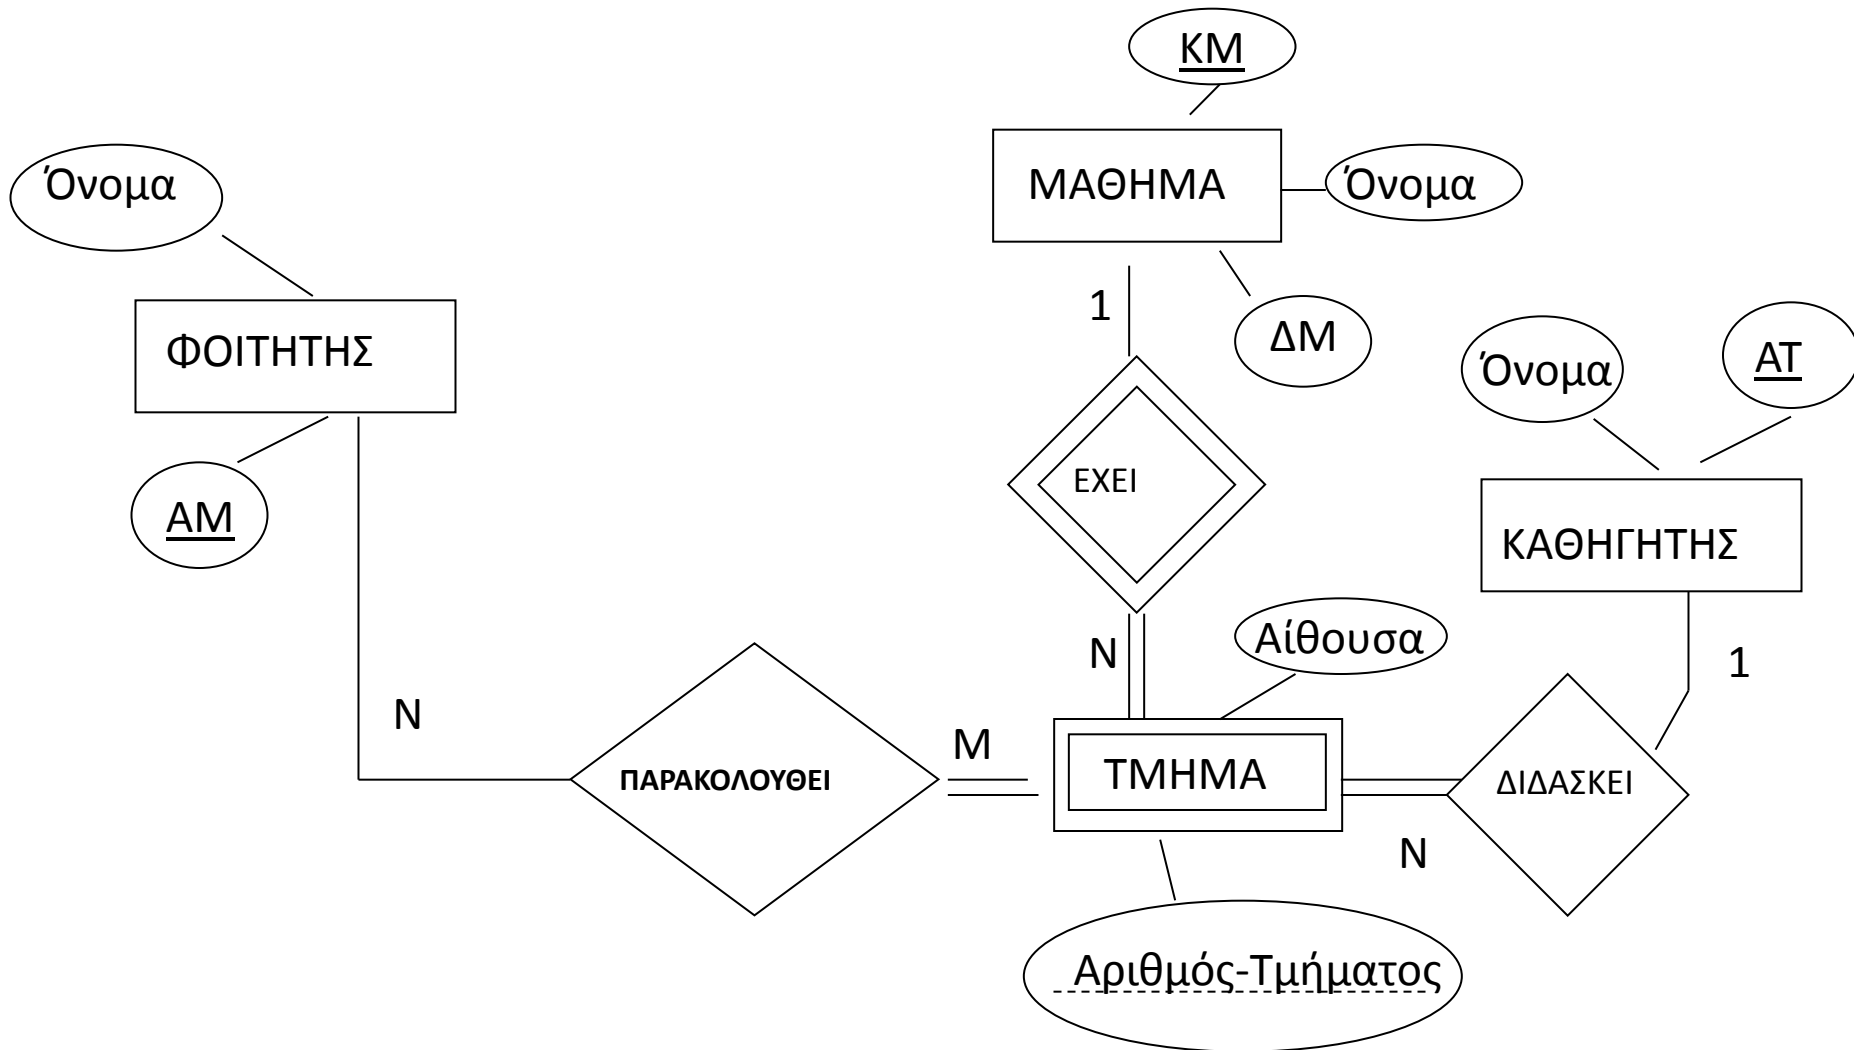 ΚΜ
Όνομα
ΜΑΘΗΜΑ
Όνομα
1
ΔΜ
ΦΟΙΤΗΤΗΣ
Όνομα
ΑΤ
ΕΧΕΙ
ΑΜ
ΚΑΘΗΓΗΤΗΣ
Ν
Αίθουσα
1
Ν
Μ
ΠΑΡΑΚΟΛΟΥΘΕΙ
ΤΜΗΜΑ
ΔΙΔΑΣΚΕΙ
Ν
Αριθμός-Τμήματος